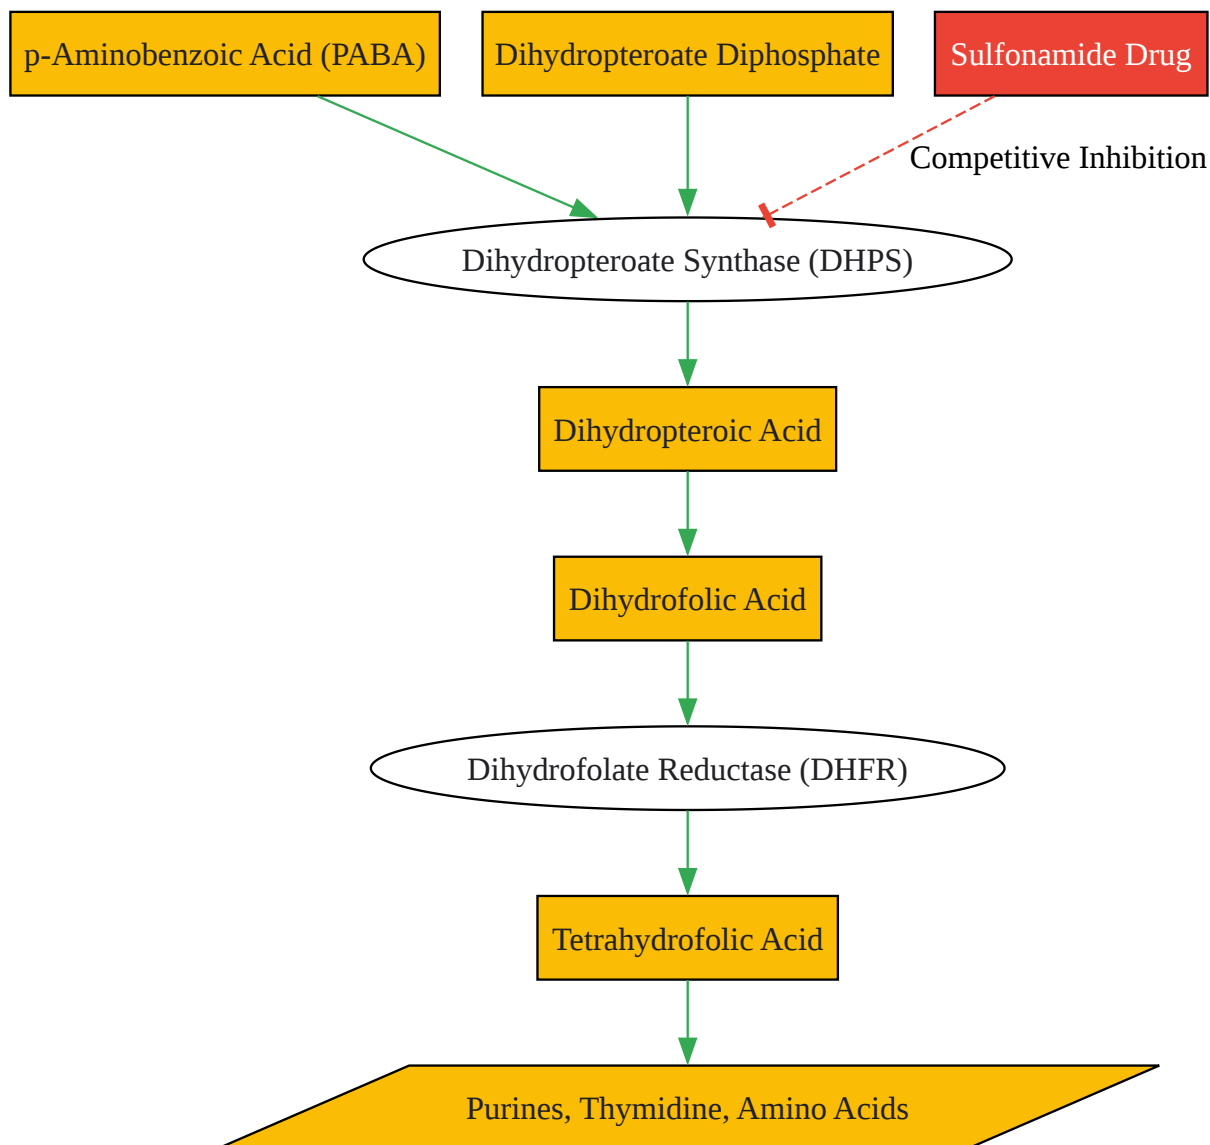 p-Aminobenzoic Acid (PABA)
Dihydropteroate Diphosphate
Sulfonamide Drug
Competitive Inhibition
Dihydropteroate Synthase (DHPS)
Dihydropteroic Acid
Dihydrofolic Acid
Dihydrofolate Reductase (DHFR)
Tetrahydrofolic Acid
Purines, Thymidine, Amino Acids